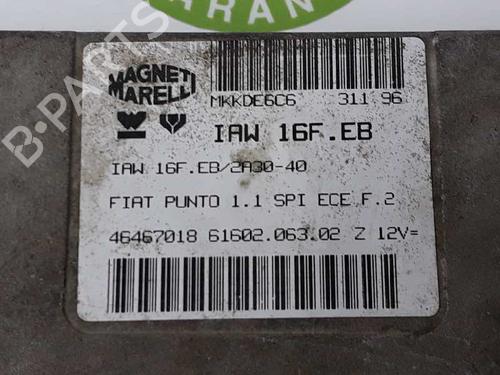 GARANT
MAGNETI
MARELLI
MKKDE6C6 311 96
IAW 16F.EB
IAW 16F.EB/2A30-40
FIAT PUNTO 1.1 SPI ECE F.2
46467018 61602.063.02 Z 12V=
B-PARTS